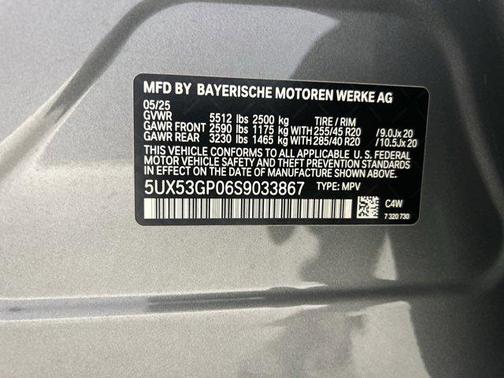 MFD BY BAYERISCHE MOTOREN WERKE AG
05/25
GVWR 5512 lbs 2500 kg TIRE / RIM
GAWR FRONT 2590 lbs 1175 kg 255/45 R20 /9.0Jx 20
GAWR REAR 3230 lbs 1465 kg 285/40 R20 /10.5Jx 20
THIS VEHICLE CONFORMS TO ALL APPLICABLE U.S. FEDERAL
MOTOR VEHICLE SAFETY, BUMPER AND THEFT PREVENTION STANDARDS
IN EFFECT ON THE DATE OF MANUFACTURE SHOWN ABOVE.
5UX53GP06S9033867 TYPE: MPV
C4W
7 320 730